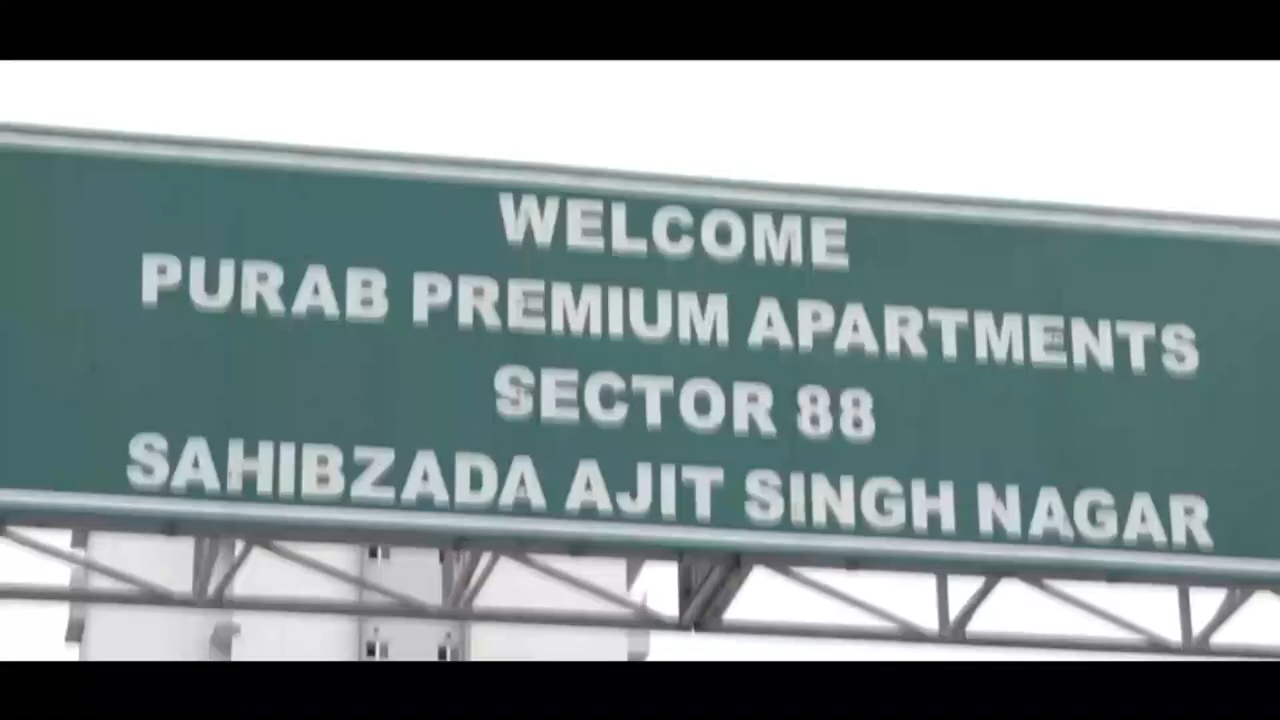 WELCOME
PURAB PREMIUM APARTMENTS
SECTOR 88
SAHIBZADA AJIT SINGH NAGAR